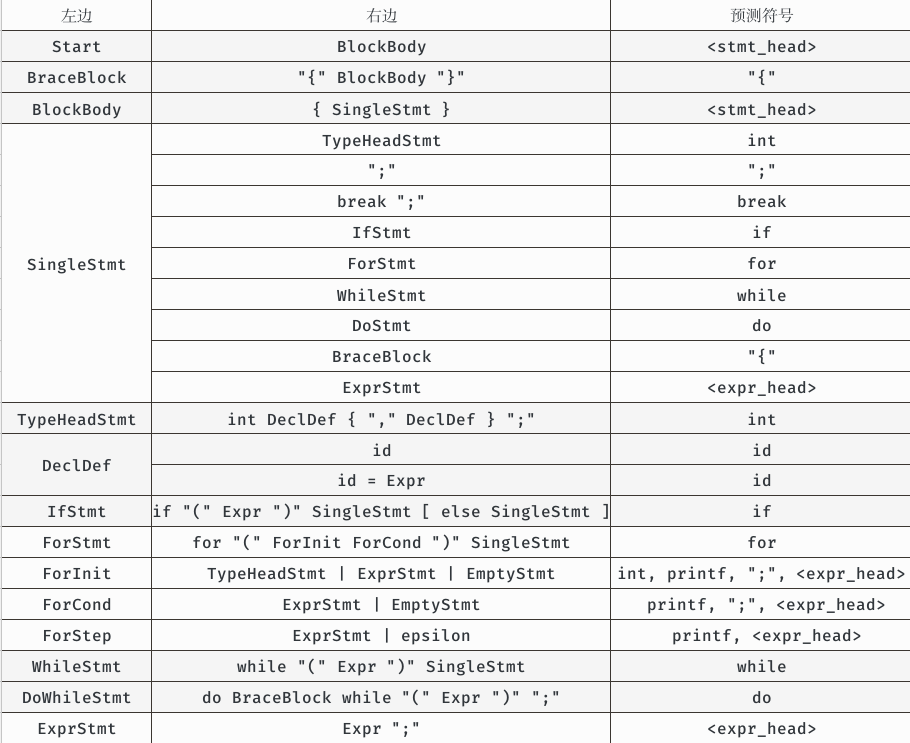 左边 右边 预测符号
Start BlockBody <stmt_head>
BraceBlock "{" BlockBody "}" "{"
BlockBody { SingleStmt } <stmt_head>
TypeHeadStmt int
";" ";"
break ";" break
IfStmt if
SingleStmt ForStmt for
WhileStmt while
DoStmt do
BraceBlock "{"
ExprStmt <expr_head>
TypeHeadStmt int DeclDef { "," DeclDef } ";" int
DeclDef id id
id = Expr id
IfStmt if "(" Expr ")" SingleStmt [ else SingleStmt ] if
ForStmt for "(" ForInit ForCond ")" SingleStmt for
ForInit TypeHeadStmt | ExprStmt | EmptyStmt int, printf, ";", <expr_head>
ForCond ExprStmt | EmptyStmt printf, ";", <expr_head>
ForStep ExprStmt | epsilon printf, <expr_head>
WhileStmt while "(" Expr ")" SingleStmt while
DoWhileStmt do BraceBlock while "(" Expr ")" ";" do
ExprStmt Expr ";" <expr_head>